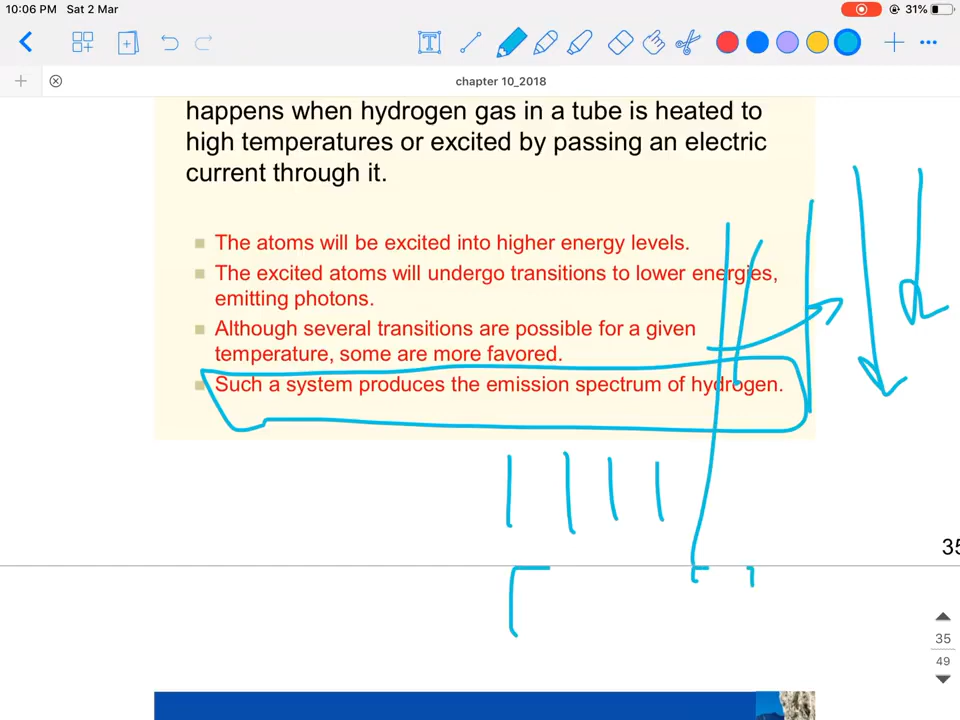 10:06 PM Sat 2 Mar
31%
chapter 10_2018
happens when hydrogen gas in a tube is heated to
high temperatures or excited by passing an electric
current through it.
The atoms will be excited into higher energy levels.
The excited atoms will undergo transitions to lower energies,
emitting photons.
Although several transitions are possible for a given
temperature, some are more favored.
Such a system produces the emission spectrum of hydrogen.
35
35
49